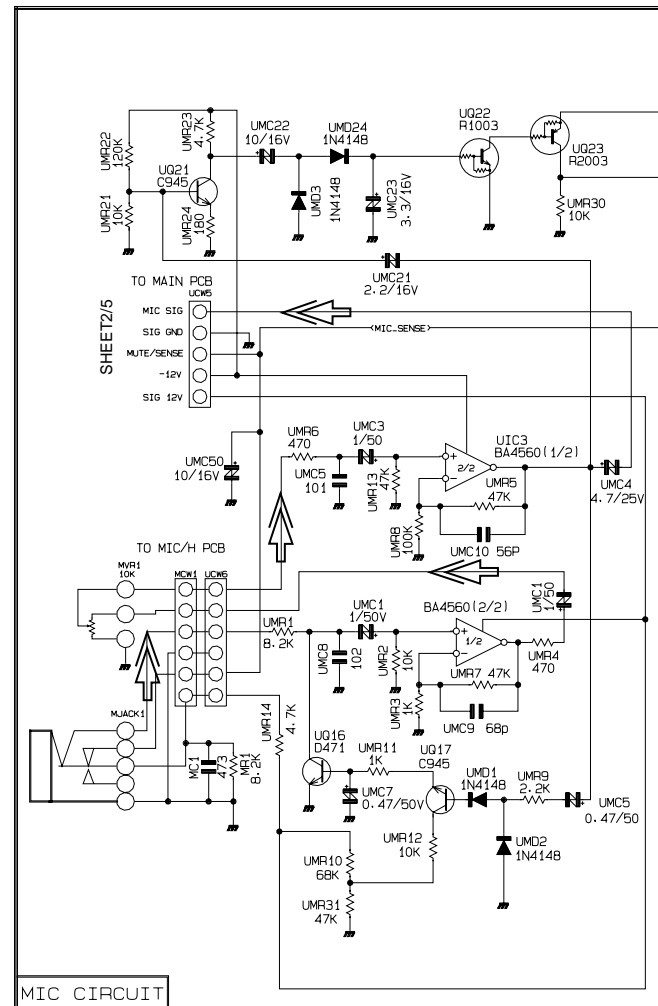 UQ22
R1003
UMC22
10/16V
UMD24
1N4148
UMR23
4.7K
UQ23
R2003
UMR22
120K
UQ21
C945
UMD3
1N4148
UMC23
3.3/16V
UMR21
10K
UMR24
180
UMR30
10K
UMC21
2.2/16V
TO MAIN PCB
UCW5
SHEET2/5
MIC SIG
SIG GND
MUTE/SENSE
-12V
SIG 12V
<MIC_SENSE>
UMR6
470
UMC3
1/50
UIC3
BA4560(1/2)
UMC50
10/16V
UMC5
101
UMR13
47K
+
2/2
-
UMR5
47K
UMC4
4.7/25V
UMR8
100K
UMC10 56P
TO MIC/H PCB
MVR1
10K
MCW1
UCW6
UMC1
1/50V
BA4560(2/2)
UMC1
1/50
UMR1
8.2K
+
1/2
-
UMC8
102
UMR2
10K
UMR4
470
UMR7 47K
UMR3
1K
UMC9 68p
UMR14
4.7K
MJACK1
UQ16
D471
UMR11
1K
UQ17
C945
UMD1
1N4148
UMR9
2.2K
MC1
473
MR1
8.2K
UMC7
0.47/50V
UMC5
0.47/50
UMR12
10K
UMD2
1N4148
UMR10
68K
UMR31
47K
MIC CIRCUIT